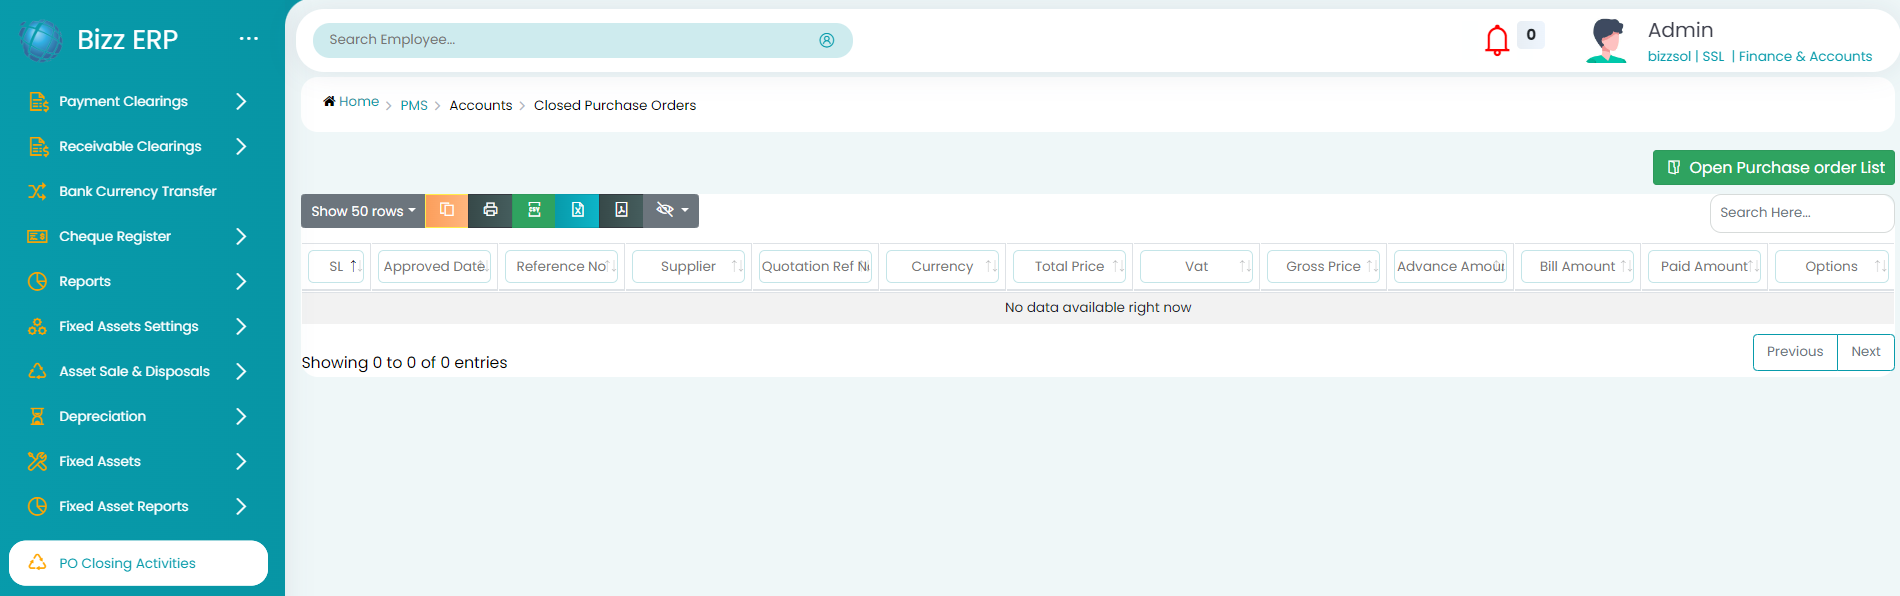 Bizz ERP
Payment Clearings
Receivable Clearings
Bank Currency Transfer
Cheque Register
Reports
Fixed Assets Settings
Asset Sale & Disposals
Depreciation
Fixed Assets
Fixed Asset Reports
PO Closing Activities
Search Employee...
0
Admin
bizzsol | SSL | Finance & Accounts
Home > PMS > Accounts > Closed Purchase Orders
Open Purchase order List
Show 50 rows
CSV
Search Here...
SL Approved Date Reference No Supplier Quotation Ref N Currency Total Price Vat Gross Price Advance Amou Bill Amount Paid Amount Options
No data available right now
Showing 0 to 0 of 0 entries
Previous Next